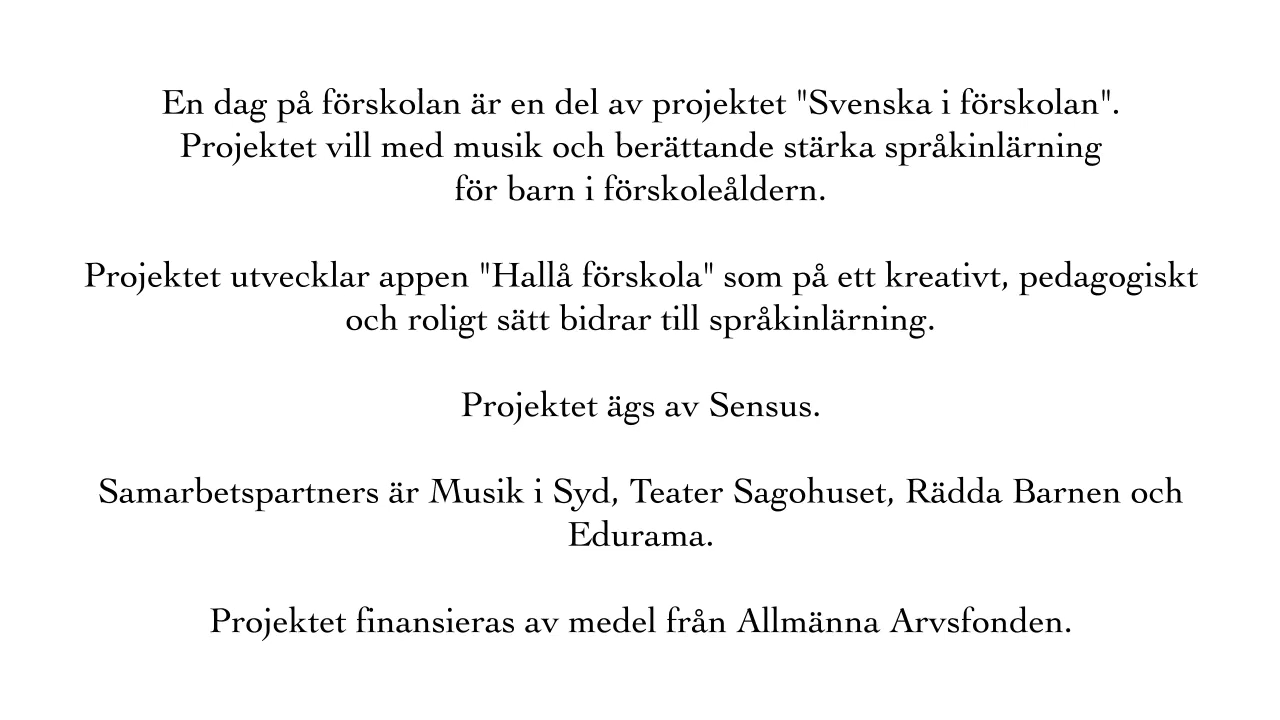 En dag på förskolan är en del av projektet "Svenska i förskolan".
Projektet vill med musik och berättande stärka språkinlärning
för barn i förskoleåldern.
Projektet utvecklar appen "Hallå förskola" som på ett kreativt, pedagogiskt
och roligt sätt bidrar till språkinlärning.
Projektet ägs av Sensus.
Samarbetspartners är Musik i Syd, Teater Sagohuset, Rädda Barnen och
Edurama.
Projektet finansieras av medel från Allmänna Arvsfonden.